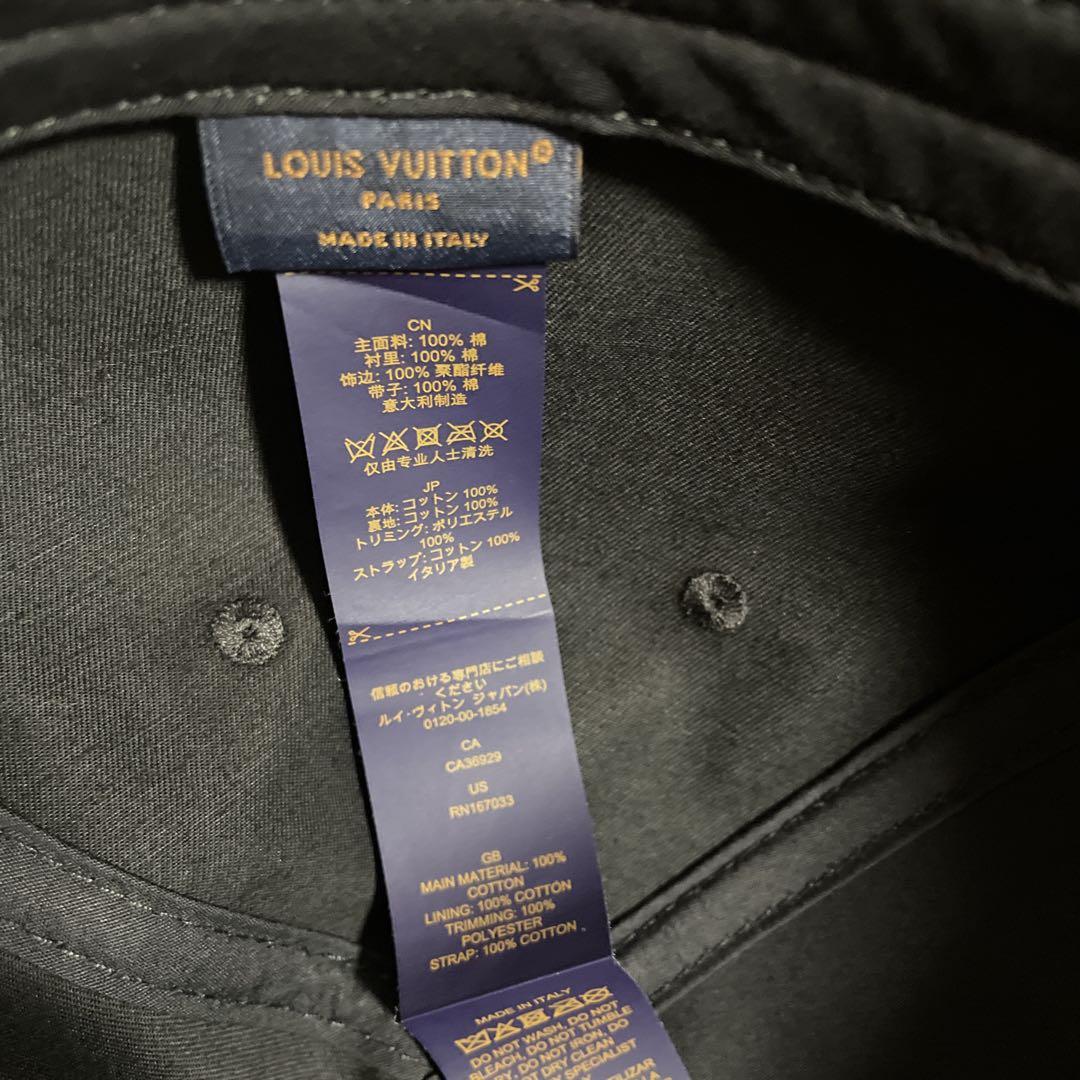 LOUIS VUITTON®
PARIS
MADE IN ITALY
CN
主面料: 100% 棉
衬里: 100% 棉
饰边: 100% 聚酯纤维
带子: 100% 棉
意大利制造
仅由专业人士清洗
JP
本体: コットン 100%
裏地: コットン 100%
トリミング: ポリエステル
100%
ストラップ: コットン 100%
イタリア製
信頼のおける専門店にご相談
ください
ルイ・ヴィトン ジャパン(株)
0120-00-1854
CA
CA36929
US
RN167033
GB
MAIN MATERIAL: 100%
COTTON
LINING: 100% COTTON
TRIMMING: 100%
POLYESTER
STRAP: 100% COTTON
MADE IN ITALY
DO NOT WASH, DO NOT
BLEACH, DO NOT TUMBLE
DO NOT IRON, DO
NOT DRY CLEAN
SPECIALIST